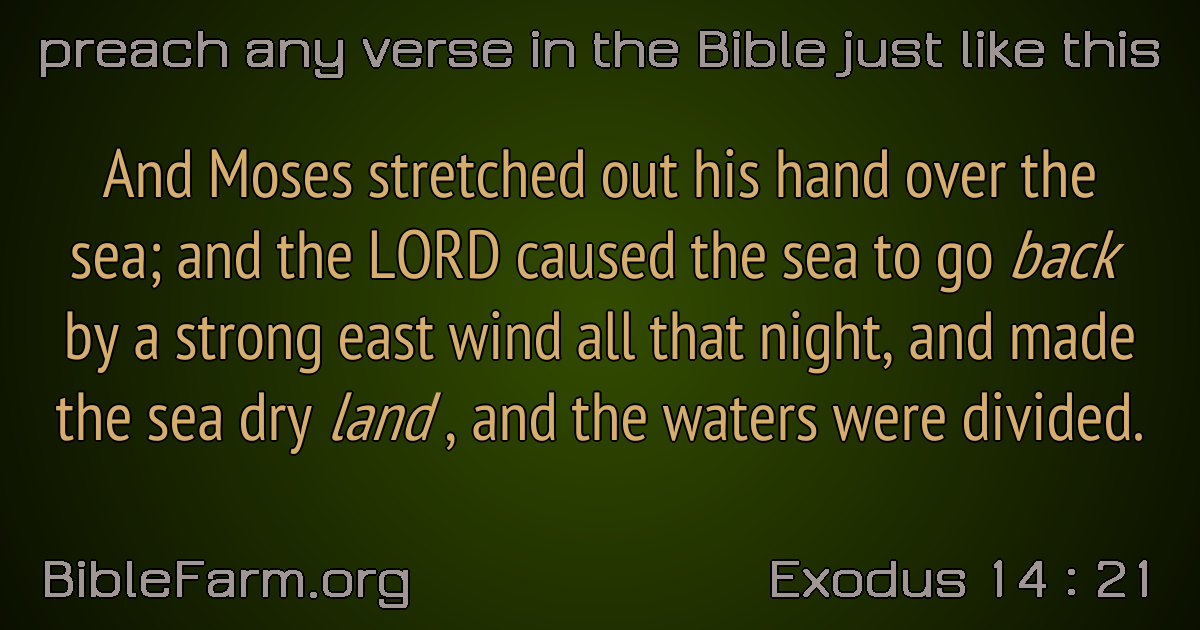 preach any verse in the Bible just like this
And Moses stretched out his hand over the
sea; and the LORD caused the sea to go back
by a strong east wind all that night, and made
the sea dry land , and the waters were divided.
BibleFarm.org
Exodus 14 : 21